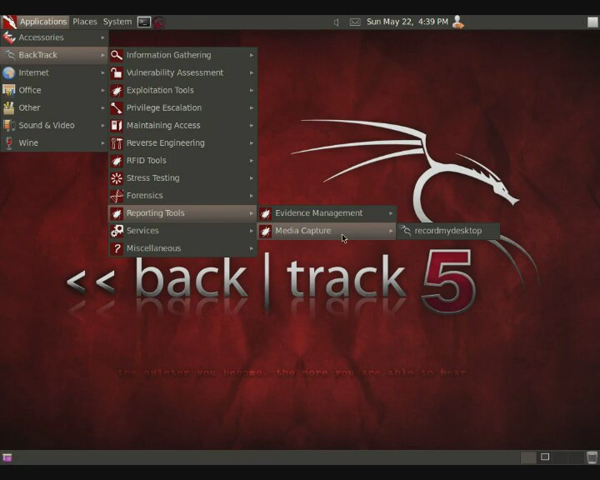 Applications Places System Sun May 22, 4:39 PM
Accessories
BackTrack
Internet
Office
Other
Sound & Video
Wine
Information Gathering
Vulnerability Assessment
Exploitation Tools
Privilege Escalation
Maintaining Access
Reverse Engineering
RFID Tools
Stress Testing
Forensics
Reporting Tools
Services
Miscellaneous
Evidence Management
Media Capture
recordmydesktop
<< back | track 5
the quieter you become, the more you are able to hear